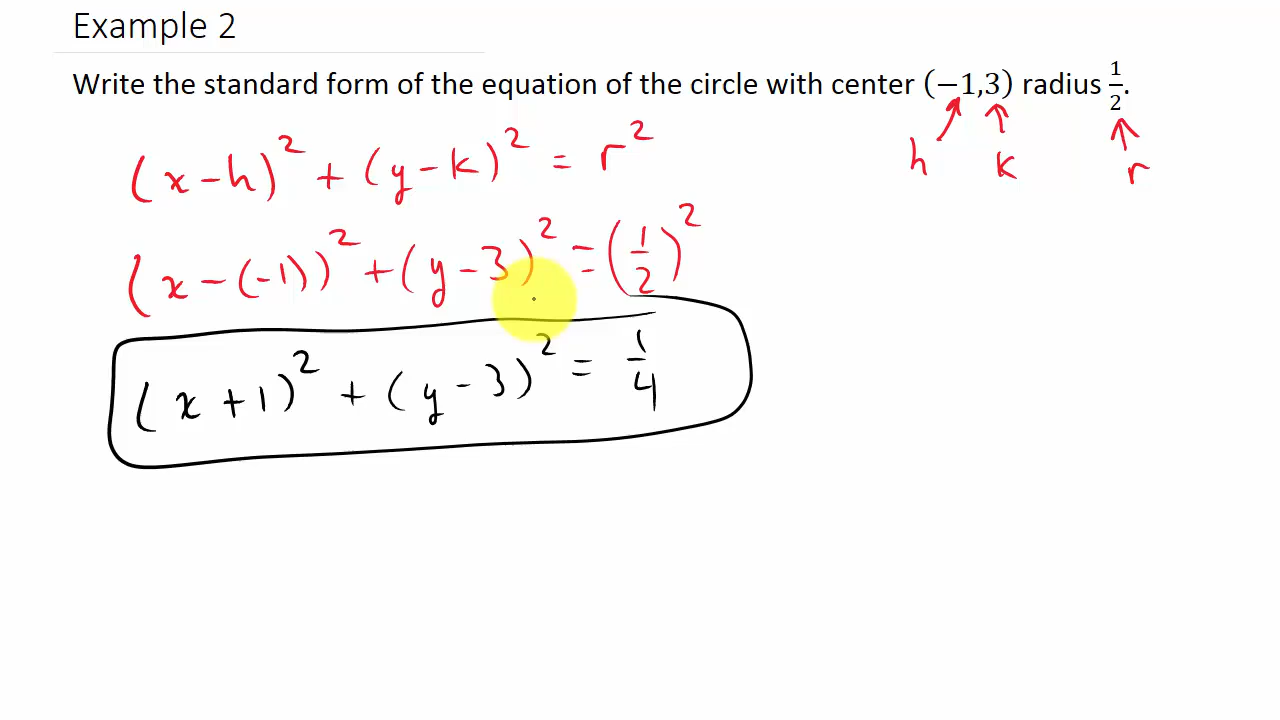 Example 2
Write the standard form of the equation of the circle with center (−1,3) radius 1/2.
h k r
(x-h)² + (y-k)² = r²
(x-(-1))² + (y-3)² = (1/2)²
(x+1)² + (y-3)² = 1/4